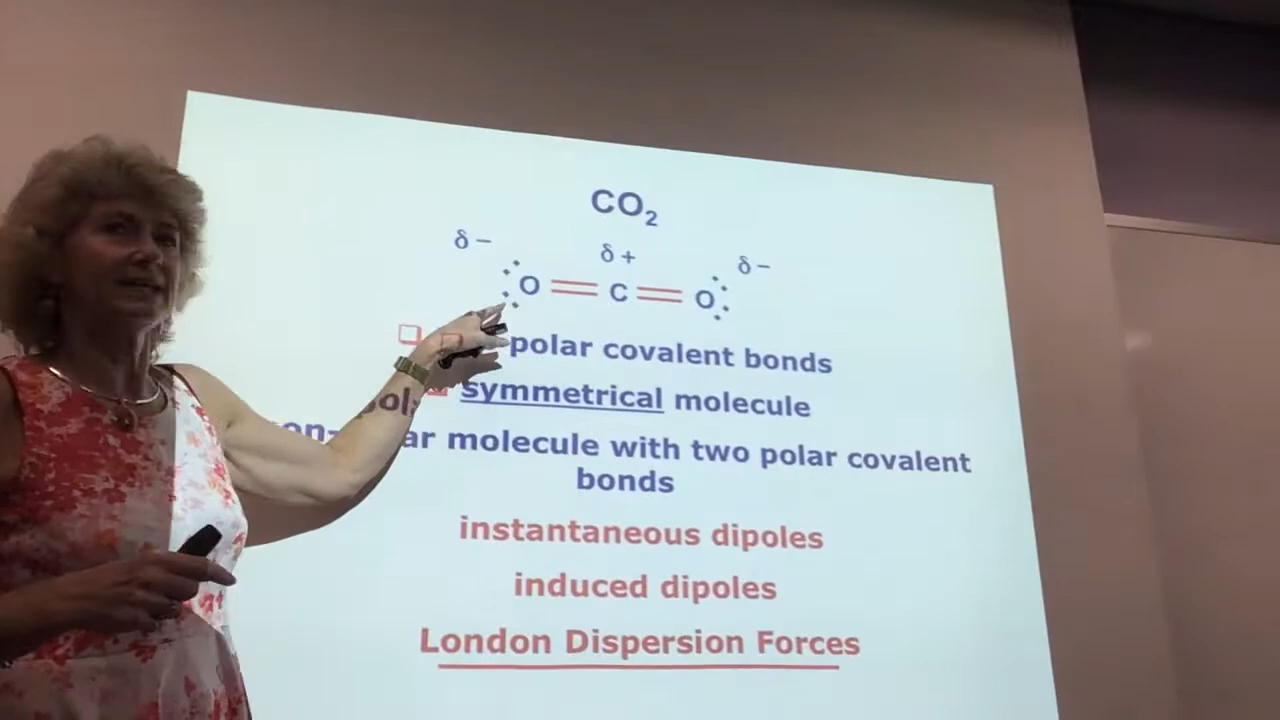 CO₂
δ− δ+ δ−
O=C=O
polar covalent bonds
symmetrical molecule
molecule with two polar covalent
bonds
instantaneous dipoles
induced dipoles
London Dispersion Forces